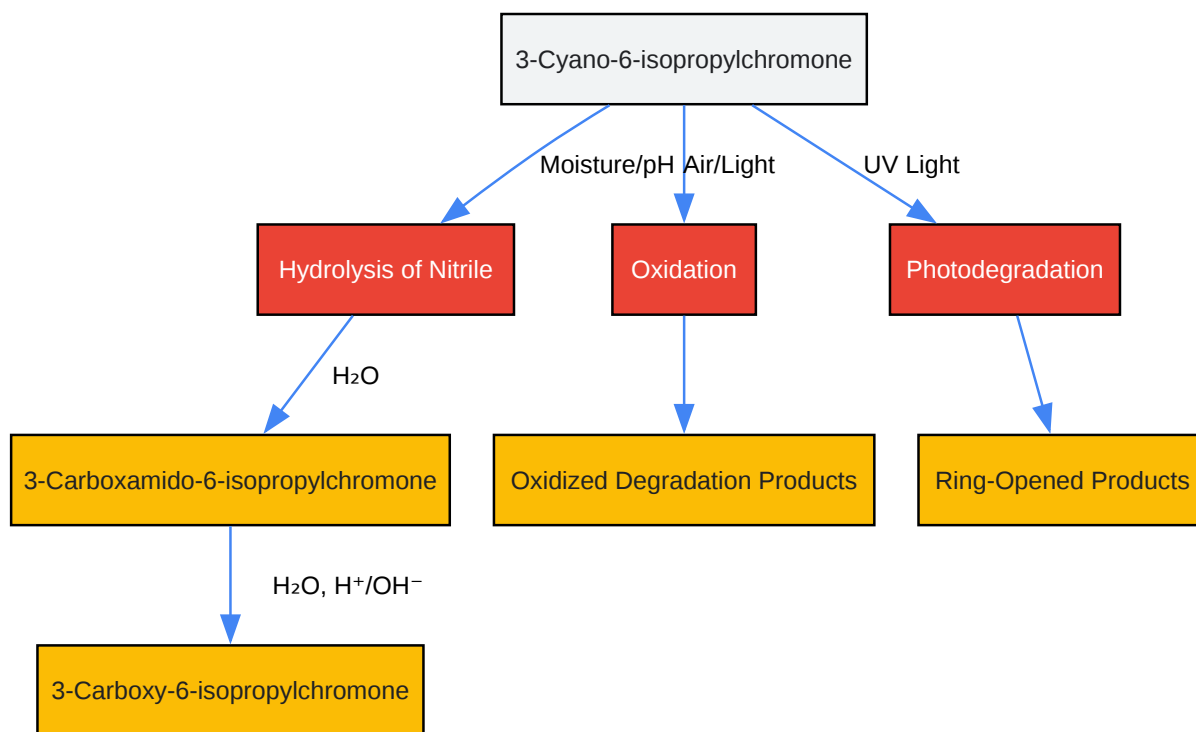 3-Cyano-6-isopropylchromone
Moisture/pH
Air/Light
UV Light
Hydrolysis of Nitrile
Oxidation
Photodegradation
H₂O
3-Carboxamido-6-isopropylchromone
Oxidized Degradation Products
Ring-Opened Products
H₂O, H⁺/OH⁻
3-Carboxy-6-isopropylchromone